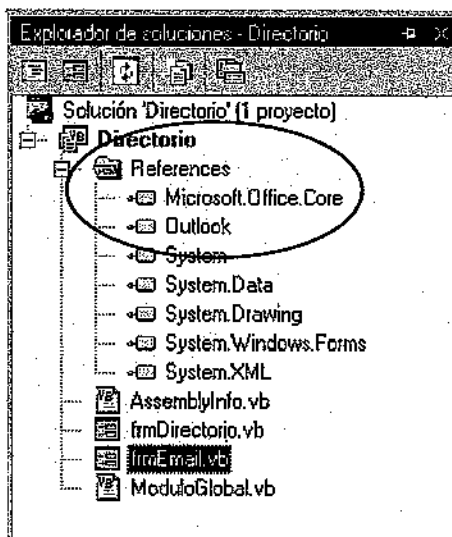 Explorador de soluciones - Directorio
Solución 'Directorio' (1 proyecto)
Directorio
References
Microsoft.Office.Core
Outlook
System
System.Data
System.Drawing
System.Windows.Forms
System.XML
AssemblyInfo.vb
frmDirectorio.vb
frmEmail.vb
ModuloGlobal.vb